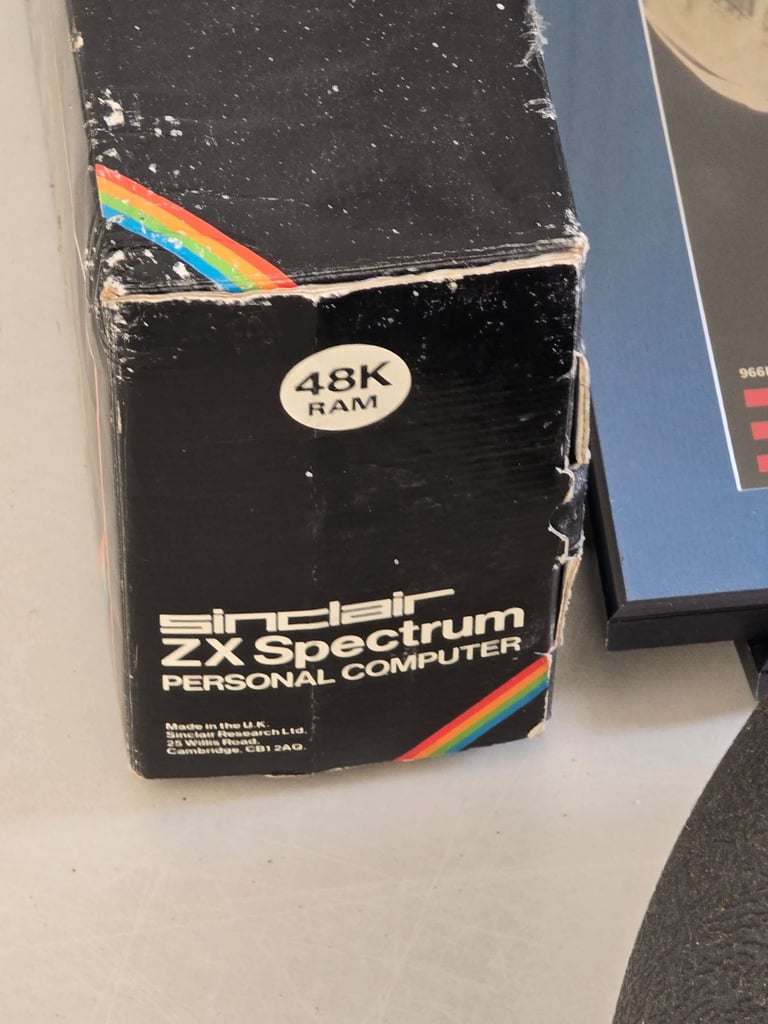 48K
RAM
sinclair
ZX Spectrum
PERSONAL COMPUTER
Made in the U.K.
Sinclair Research Ltd.
25 Willis Road,
Cambridge, CB1 2AQ.